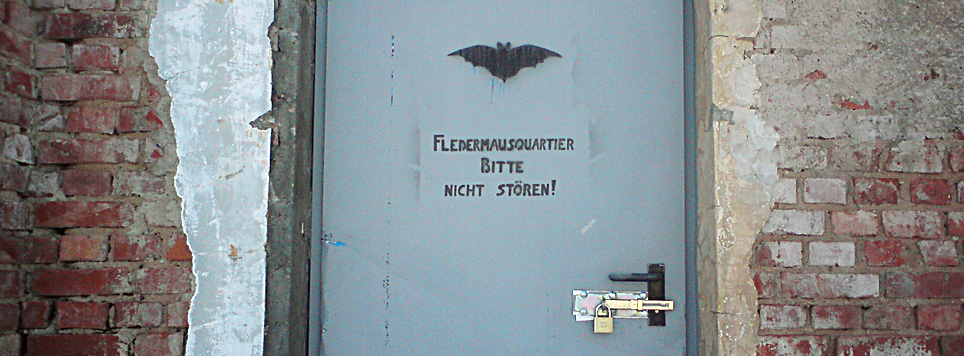 FLEDERMAUSQUARTIER
BITTE
NICHT STÖREN!